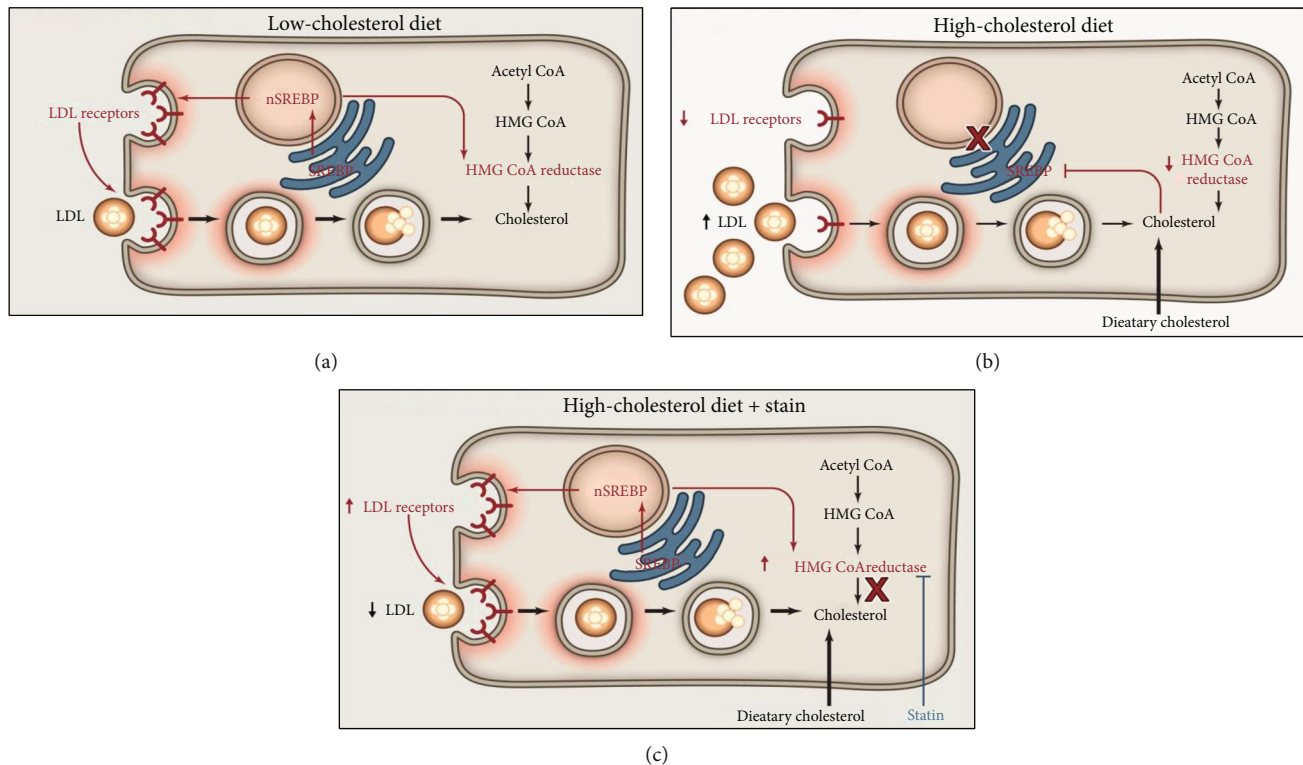 Low-cholesterol diet
Acetyl CoA
nSREBP
LDL receptors
HMG CoA
SREBP
HMG CoA reductase
LDL
Cholesterol
(a)
High-cholesterol diet
Acetyl CoA
LDL receptors
HMG CoA
X
SREBP
HMG CoA
reductase
LDL
Cholesterol
Dieatary cholesterol
(b)
High-cholesterol diet + stain
Acetyl CoA
nSREBP
LDL receptors
HMG CoA
SREBP
HMG CoAreductase
X
LDL
Cholesterol
Dieatary cholesterol
Statin
(c)